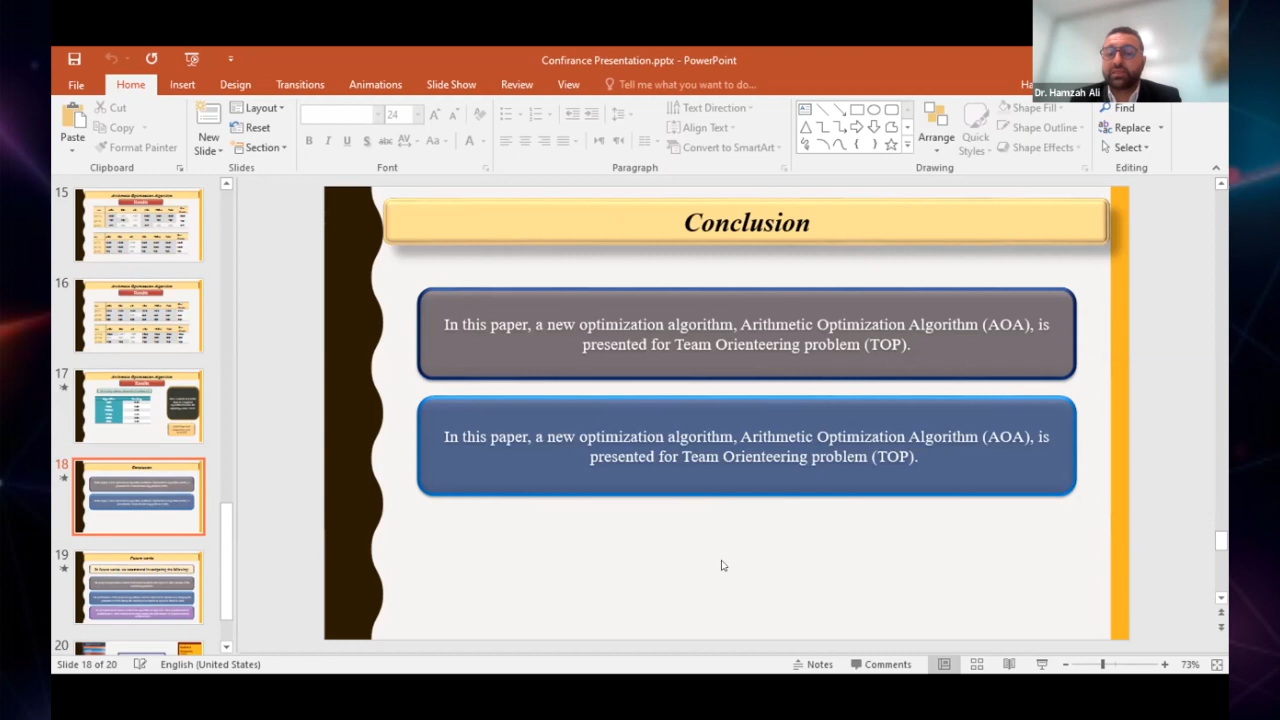 Confirance Presentation.pptx - PowerPoint
File Home Insert Design Transitions Animations Slide Show Review View Tell me what you want to do...
Dr. Hamzah Ali
Paste
Cut
Copy
Format Painter
Clipboard
New Slide
Layout
Reset
Section
Slides
24
Font
Text Direction
Align Text
Convert to SmartArt
Paragraph
Arrange
Quick Styles
Shape Fill
Shape Outline
Shape Effects
Drawing
Find
Replace
Select
Editing
15
16
17
18
19
20
Conclusion
In this paper, a new optimization algorithm, Arithmetic Optimization Algorithm (AOA), is
presented for Team Orienteering problem (TOP).
In this paper, a new optimization algorithm, Arithmetic Optimization Algorithm (AOA), is
presented for Team Orienteering problem (TOP).
Slide 18 of 20 English (United States) Notes Comments 73%